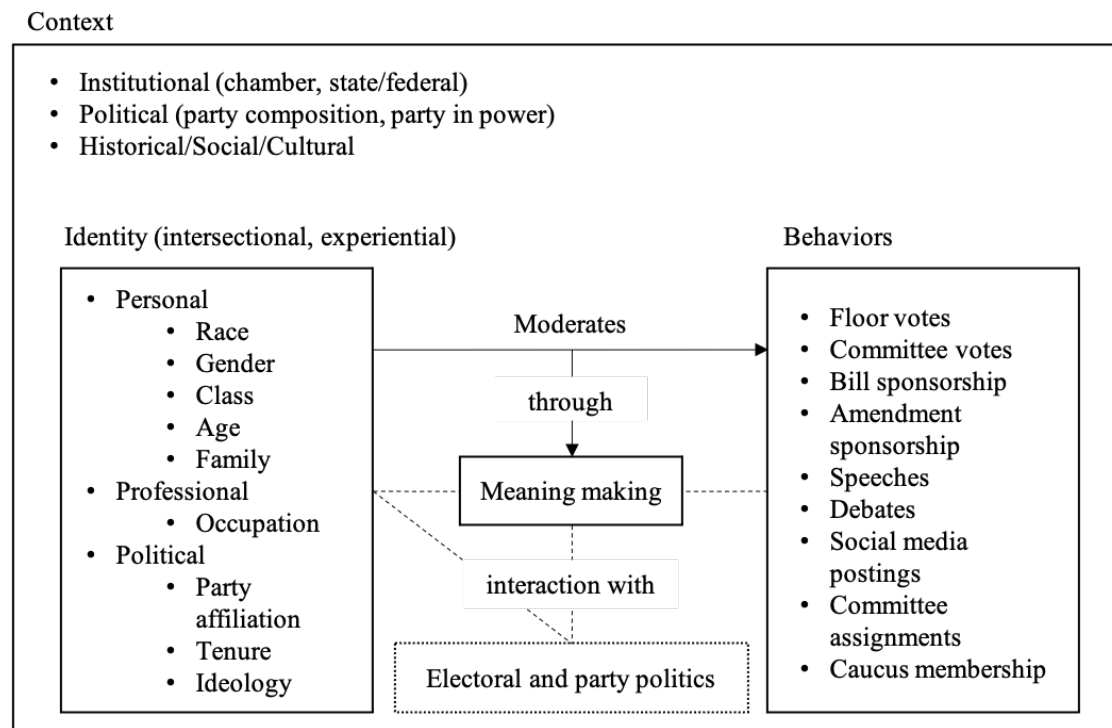 Context
• Institutional (chamber, state/federal)
• Political (party composition, party in power)
• Historical/Social/Cultural
Identity (intersectional, experiential)
• Personal
• Race
• Gender
• Class
• Age
• Family
• Professional
• Occupation
• Political
• Party
affiliation
• Tenure
• Ideology
Moderates
through
Meaning making
interaction with
Electoral and party politics
Behaviors
• Floor votes
• Committee votes
• Bill sponsorship
• Amendment
sponsorship
• Speeches
• Debates
• Social media
postings
• Committee
assignments
• Caucus membership